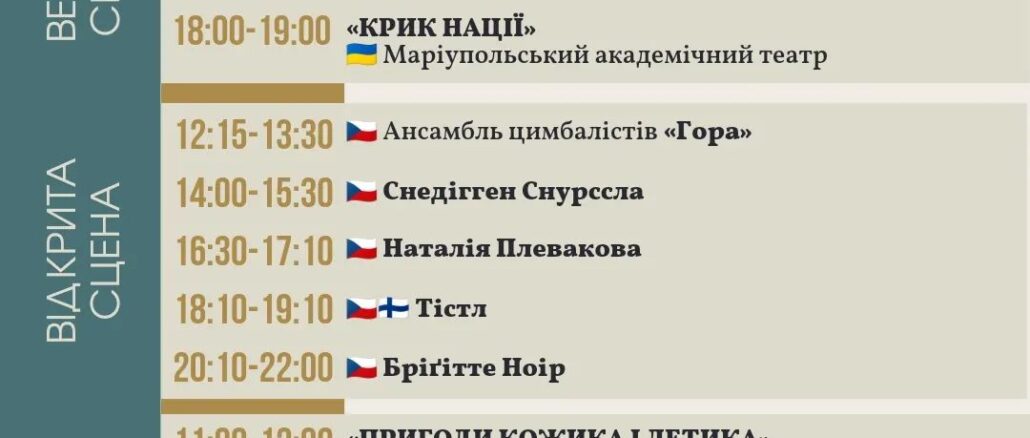 18:00-19:00 «КРИК НАЦІЇ»
Маріупольський академічний театр
ВІДКРИТА
СЦЕНА
12:15-13:30 Ансамбль цимбалістів «Гора»
14:00-15:30 Снедігген Снурссла
16:30-17:10 Наталія Плевакова
18:10-19:10 Тістл
20:10-22:00 Бріґітте Ноір